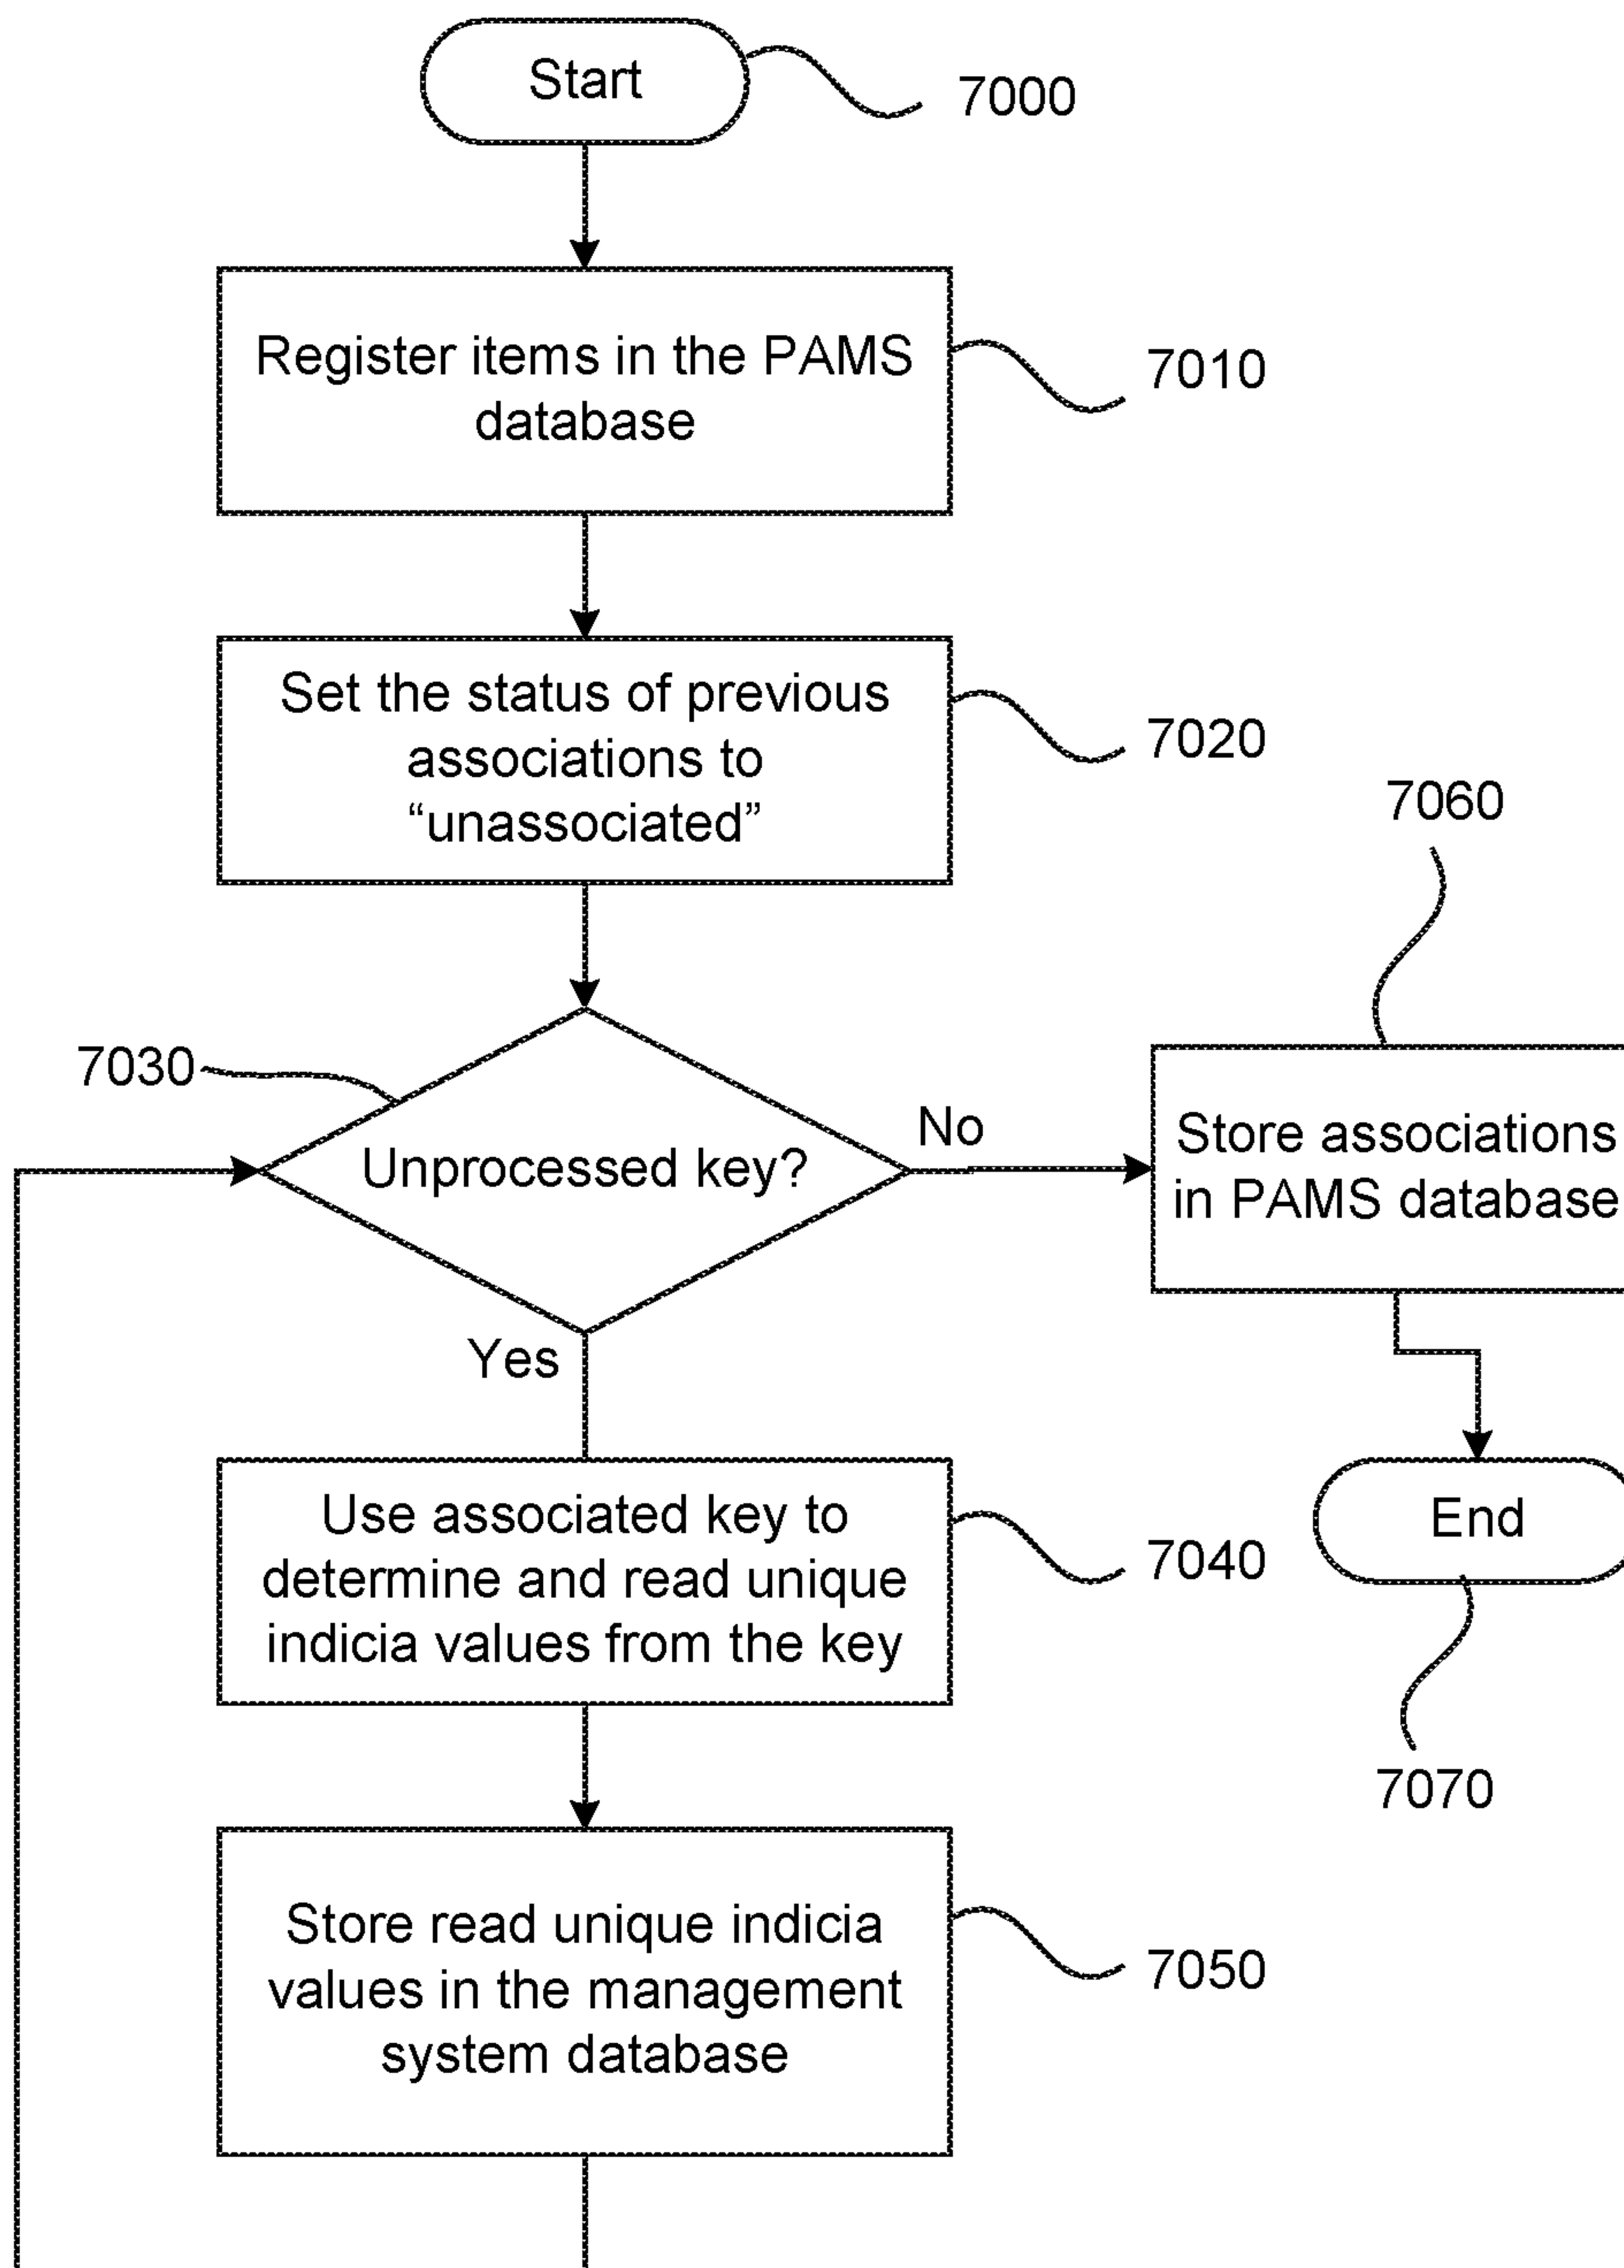 Start
7000
Register items in the PAMS
database
7010
Set the status of previous
associations to
“unassociated”
7020
7060
7030
Unprocessed key?
No
Store associations
in PAMS database
Yes
Use associated key to
determine and read unique
indicia values from the key
7040
End
7070
Store read unique indicia
values in the management
system database
7050